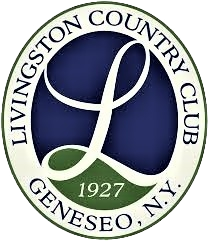 LIVINGSTON COUNTRY CLUB
L
1927
GENESEO, N.Y.